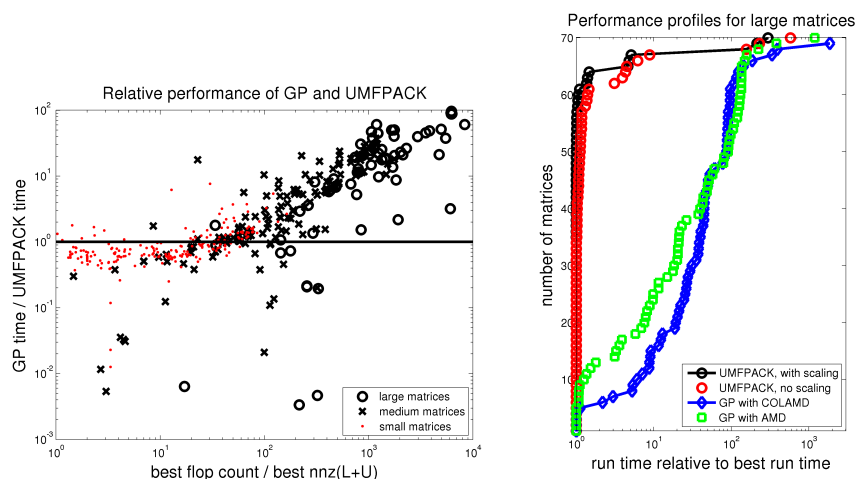 Relative performance of GP and UMFPACK
GP time / UMFPACK time
10^2
10^1
10^0
10^-1
10^-2
10^-3
10^0
10^1
10^2
10^3
10^4
best flop count / best nnz(L+U)
large matrices
medium matrices
small matrices
Performance profiles for large matrices
number of matrices
70
60
50
40
30
20
10
10^0
10^1
10^2
10^3
run time relative to best run time
UMFPACK, with scaling
UMFPACK, no scaling
GP with COLAMD
GP with AMD